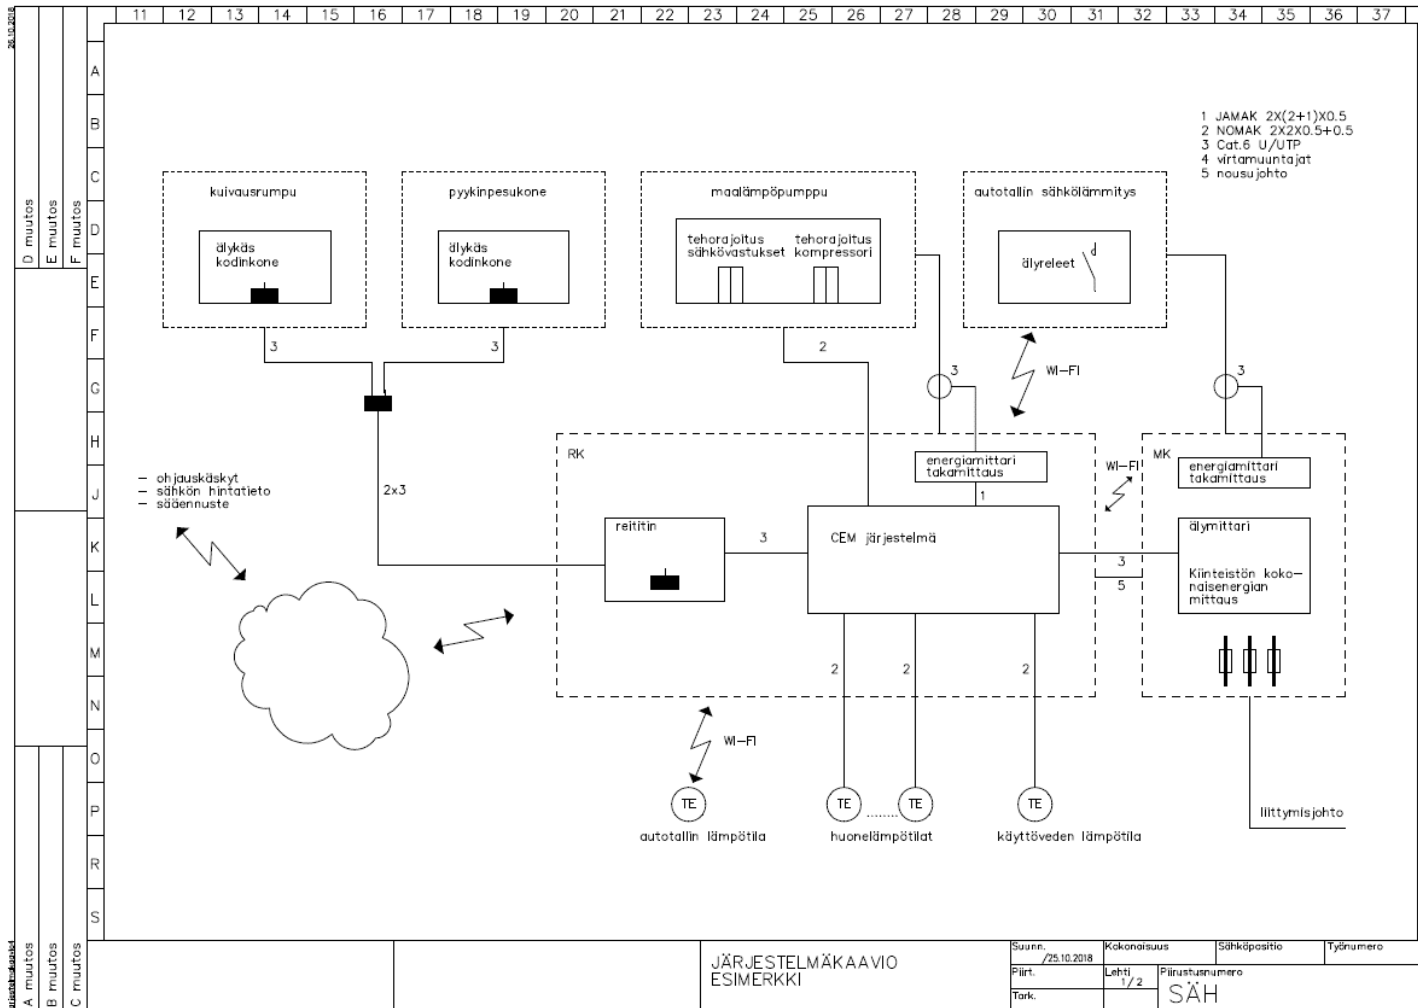 11 12 13 14 15 16 17 18 19 20 21 22 23 24 25 26 27 28 29 30 31 32 33 34 35 36 37
26.10.2018
A
B
C
D
E
F
G
H
J
K
L
M
N
O
P
R
S
D muutos
E muutos
F muutos
A muutos
B muutos
C muutos
1 JAMAK 2X(2+1)X0.5
2 NOMAK 2X2X0.5+0.5
3 Cat.6 U/UTP
4 virtamuuntajat
5 nousujohto
kuivausrumpu
älykäs
kodinkone
3
pyykinpesukone
älykäs
kodinkone
3
maalämpöpumppu
tehorajoitus
sähkövastukset
tehorajoitus
kompressori
2
autotallin sähkölämmitys
älyreleet
WI-FI
3
3
2x3
- ohjauskäskyt
- sähkön hintatieto
- sääennuste
RK
energiamittari
takamittaus
1
reititin
3
CEM järjestelmä
WI-FI
MK
energiamittari
takamittaus
älymittari
Kiinteistön koko-
naisenergian
mittaus
3
5
2
2
2
WI-FI
TE
autotallin lämpötila
TE ........ TE
huonelämpötilat
TE
käyttöveden lämpötila
liittymisjohto
JÄRJESTELMÄKAAVIO
ESIMERKKI
Suunn.
/25.10.2018
Kokonaisuus
Sähköpositio
Työnumero
Piirt.
Lehti
1/2
Piirustusnumero
SÄH
Tark.